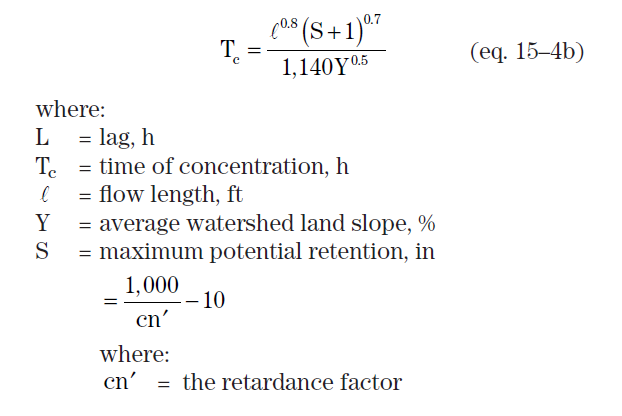 T_c = ℓ^0.8 (S+1)^0.7 / 1,140Y^0.5 (eq. 15–4b)
where:
L = lag, h
T_c = time of concentration, h
ℓ = flow length, ft
Y = average watershed land slope, %
S = maximum potential retention, in
= 1,000 / cn′ − 10
where:
cn′ = the retardance factor